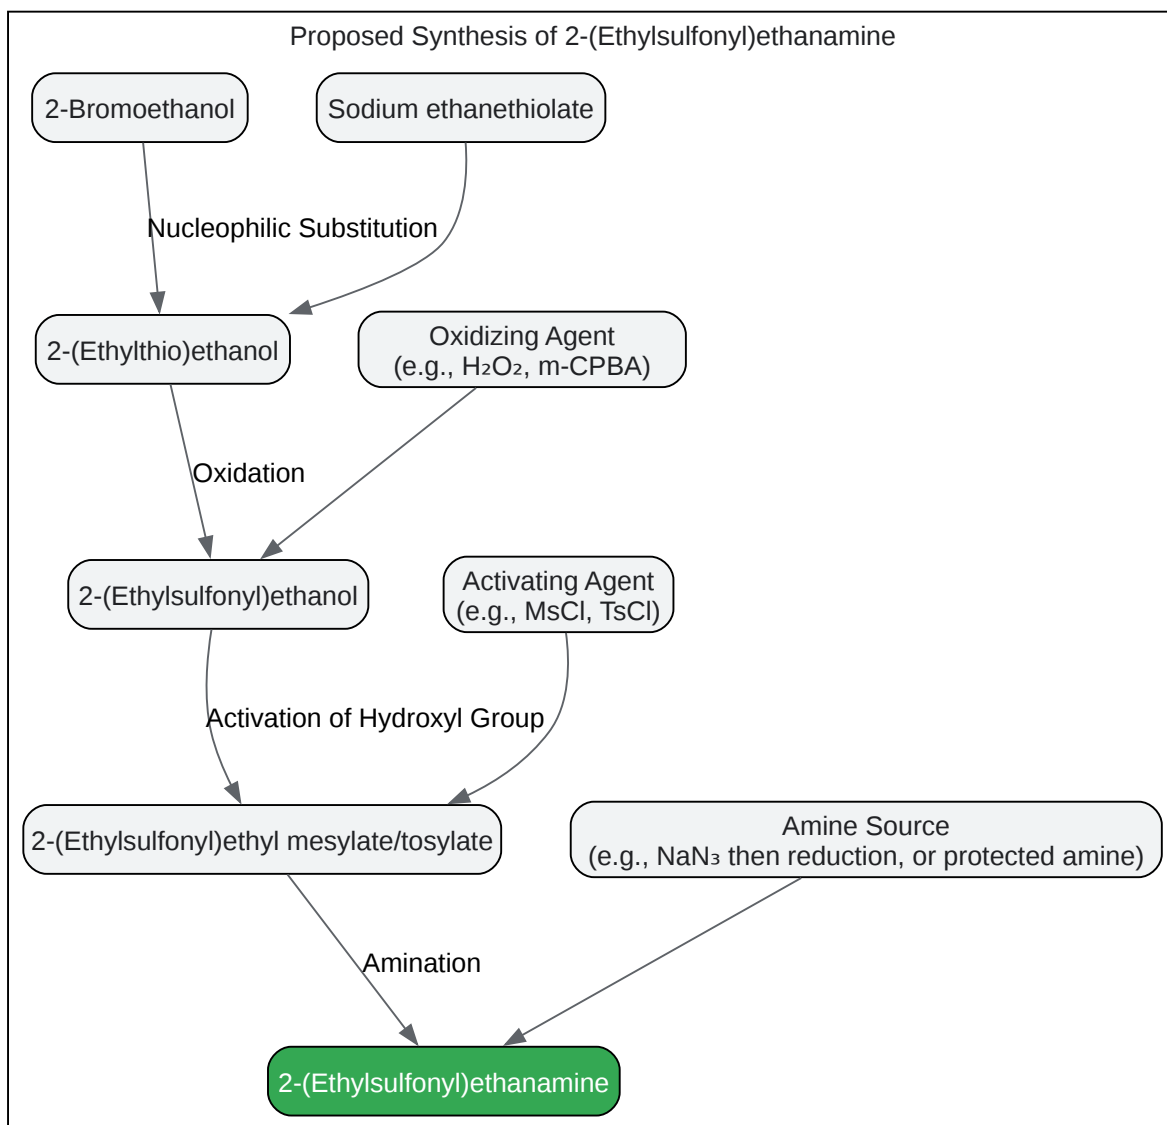 Proposed Synthesis of 2-(Ethylsulfonyl)ethanamine
2-Bromoethanol
Sodium ethanethiolate
Nucleophilic Substitution
2-(Ethylthio)ethanol
Oxidizing Agent
(e.g., H₂O₂, m-CPBA)
Oxidation
2-(Ethylsulfonyl)ethanol
Activating Agent
(e.g., MsCl, TsCl)
Activation of Hydroxyl Group
2-(Ethylsulfonyl)ethyl mesylate/tosylate
Amine Source
(e.g., NaN₃ then reduction, or protected amine)
Amination
2-(Ethylsulfonyl)ethanamine